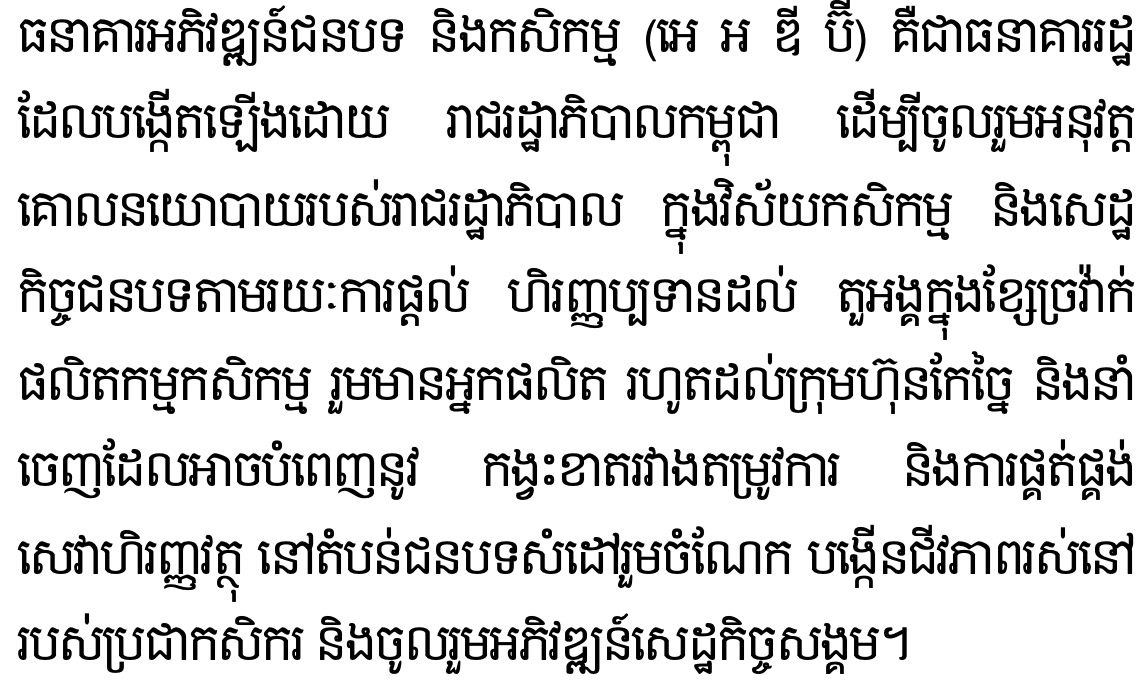 ធនាគារអភិវឌ្ឍន៍ជនបទ និងកសិកម្ម (អេ អ ឌី ប៊ី) គឺជាធនាគាររដ្ឋ
ដែលបង្កើតឡើងដោយ រាជរដ្ឋាភិបាលកម្ពុជា ដើម្បីចូលរួមអនុវត្ត
គោលនយោបាយរបស់រាជរដ្ឋាភិបាល ក្នុងវិស័យកសិកម្ម និងសេដ្ឋ
កិច្ចជនបទតាមរយៈការផ្តល់ ហិរញ្ញប្បទានដល់ តួអង្គក្នុងខ្សែច្រវ៉ាក់
ផលិតកម្មកសិកម្ម រួមមានអ្នកផលិត រហូតដល់ក្រុមហ៊ុនកែច្នៃ និងនាំ
ចេញដែលអាចបំពេញនូវ កង្វះខាតរវាងតម្រូវការ និងការផ្គត់ផ្គង់
សេវាហិរញ្ញវត្ថុ នៅតំបន់ជនបទសំដៅរួមចំណែក បង្កើនជីវភាពរស់នៅ
របស់ប្រជាកសិករ និងចូលរួមអភិវឌ្ឍន៍សេដ្ឋកិច្ចសង្គម។